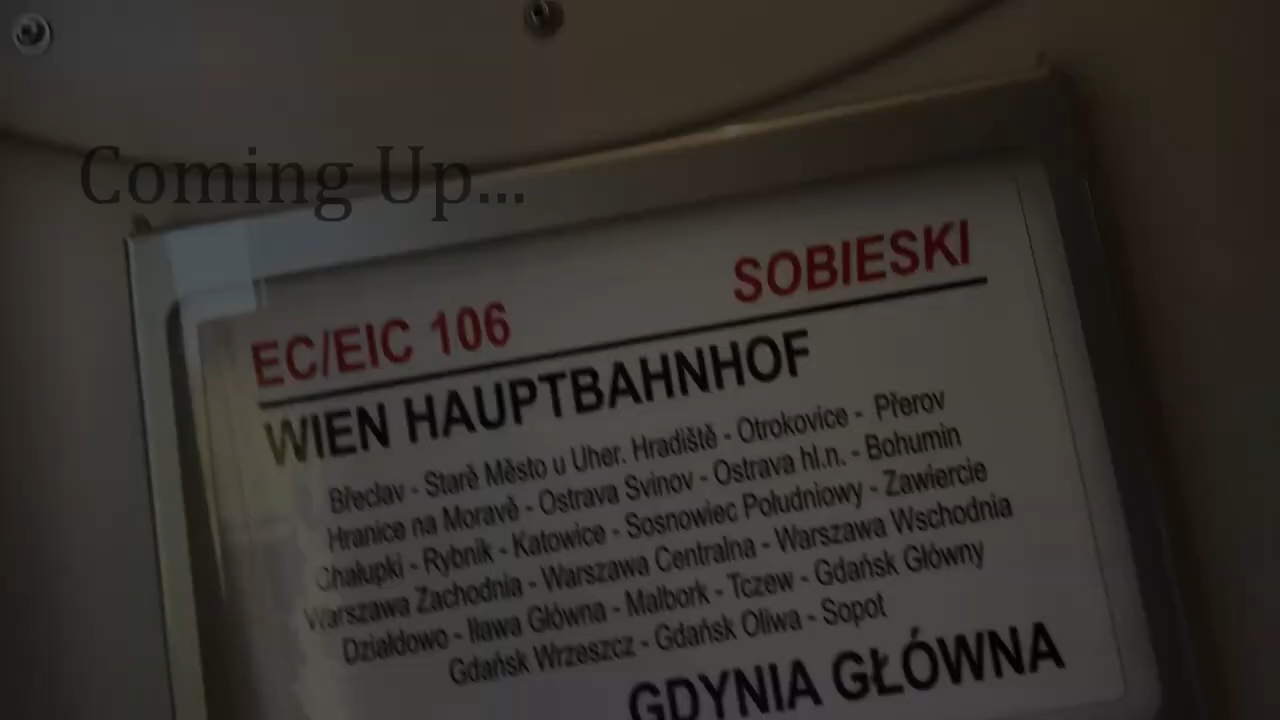 Coming Up...
SOBIESKI
EC/EIC 106
WIEN HAUPTBAHNHOF
Břeclav - Starě Město u Uher. Hradiště - Otrokovice - Přerov
Hranice na Moravě - Ostrava Svinov - Ostrava hl.n. - Bohumin
Chałupki - Rybnik - Katowice - Sosnowiec Południowy - Zawiercie
Warszawa Zachodnia - Warszawa Centralna - Warszawa Wschodnia
Działdowo - Iława Główna - Malbork - Tczew - Gdańsk Główny
Gdańsk Wrzeszcz - Gdańsk Oliwa - Sopot
GDYNIA GŁÓWNA